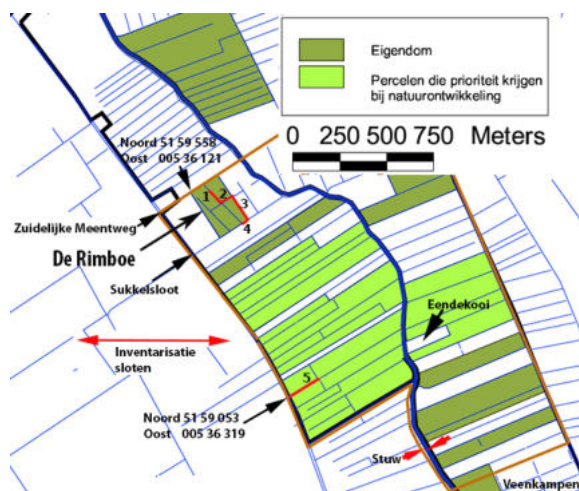 Eigendom
Percelen die prioriteit krijgen
bij natuurontwikkeling
0 250 500 750 Meters
Noord 51 59 558
Oost 005 36 121
1 2 3
4
Zuidelijke Meentweg
De Rimboe
Sukkelsloot
Eendekooi
Inventarisatie
sloten
5
Noord 51 59 053
Oost 005 36 319
Stuw
Veenkampen